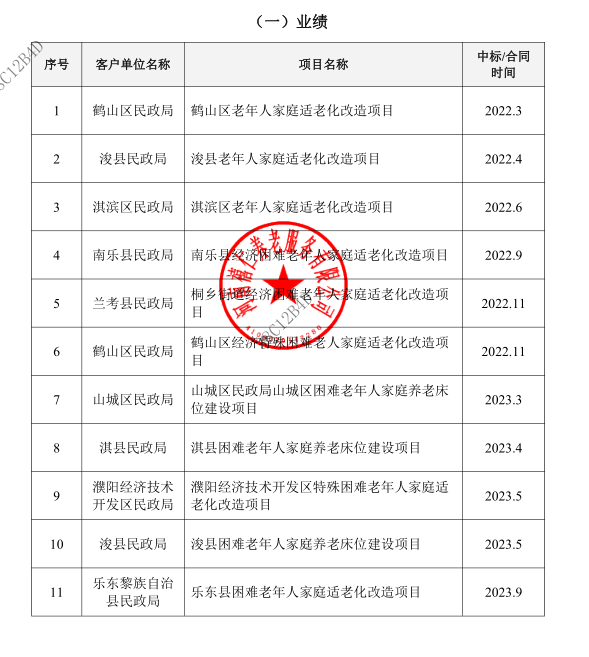 （一）业绩
序号 客户单位名称 项目名称 中标/合同
时间
1 鹤山区民政局 鹤山区老年人家庭适老化改造项目 2022.3
2 浚县民政局 浚县老年人家庭适老化改造项目 2022.4
3 淇滨区民政局 淇滨区老年人家庭适老化改造项目 2022.6
4 南乐县民政局 南乐县经济困难老年人家庭适老化改造项目 2022.9
5 兰考县民政局 桐乡街道经济困难老年人家庭适老化改造项
目 2022.11
6 鹤山区民政局 鹤山区经济特殊困难老人家庭适老化改造项
目 2022.11
7 山城区民政局 山城区民政局山城区困难老年人家庭养老床
位建设项目 2023.3
8 淇县民政局 淇县困难老年人家庭养老床位建设项目 2023.4
9 濮阳经济技术
开发区民政局 濮阳经济技术开发区特殊困难老年人家庭适
老化改造项目 2023.5
10 浚县民政局 浚县困难老年人家庭养老床位建设项目 2023.5
11 乐东黎族自治
县民政局 乐东县困难老年人家庭适老化改造项目 2023.9